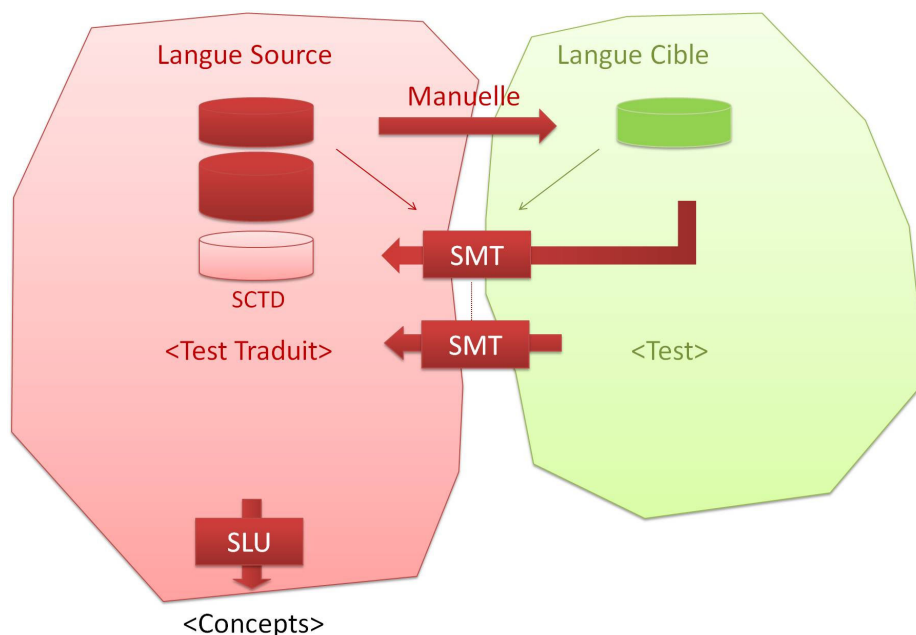 Langue Source
Langue Cible
Manuelle
SMT
SCTD
SMT
<Test Traduit>
<Test>
SLU
<Concepts>